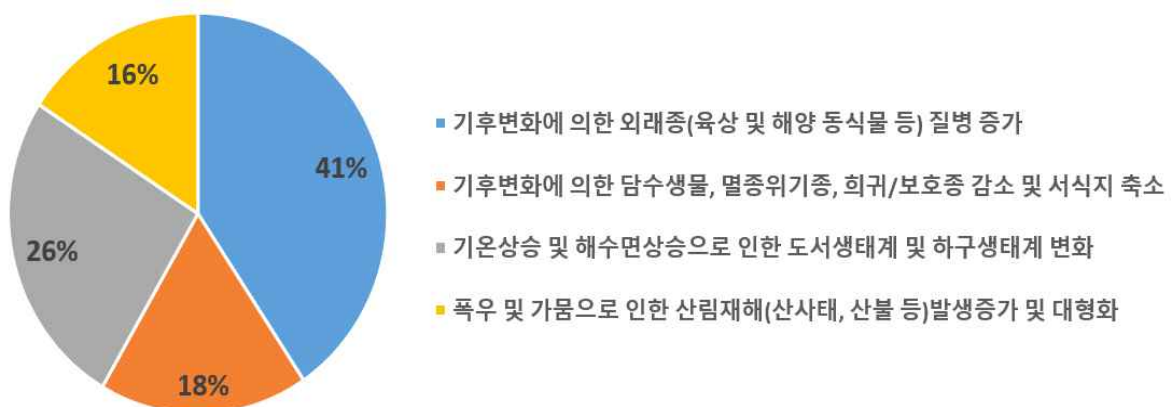 16%
41%
26%
18%
기후변화에 의한 외래종(육상 및 해양 동식물 등) 질병 증가
기후변화에 의한 담수생물, 멸종위기종, 희귀/보호종 감소 및 서식지 축소
기온상승 및 해수면상승으로 인한 도서생태계 및 하구생태계 변화
폭우 및 가뭄으로 인한 산림재해(산사태, 산불 등)발생증가 및 대형화